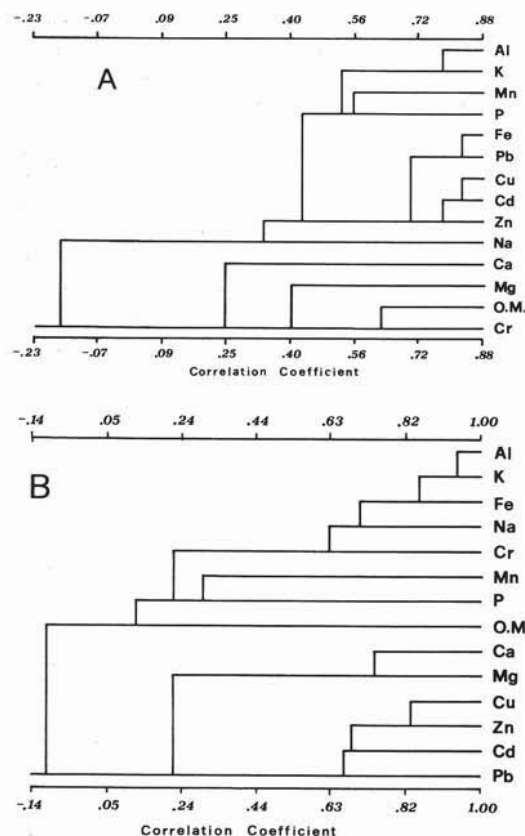 -.23 -.07 .09 .25 .40 .56 .72 .88
A
Al
K
Mn
P
Fe
Pb
Cu
Cd
Zn
Na
Ca
Mg
O.M.
Cr
-.23 -.07 .09 .25 .40 .56 .72 .88
Correlation Coefficient
-.14 .05 .24 .44 .63 .82 1.00
B
Al
K
Fe
Na
Cr
Mn
P
O.M
Ca
Mg
Cu
Zn
Cd
Pb
-.14 .05 .24 .44 .63 .82 1.00
Correlation Coefficient